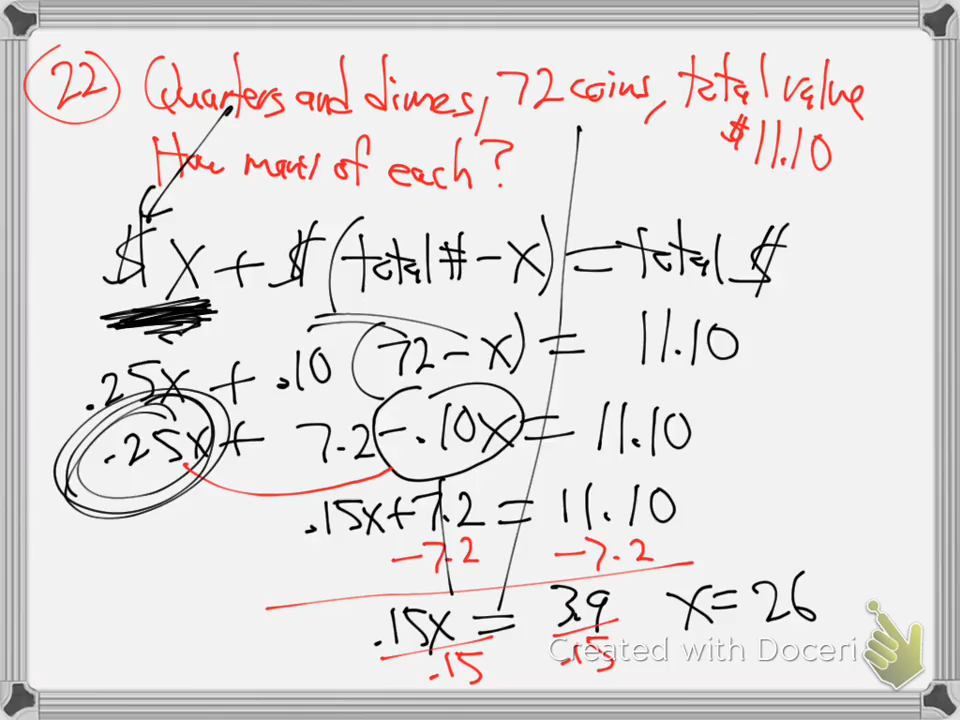 22 Quarters and dimes, 72 coins, total value
$11.10
How many of each?
$x + $(total # - x) = total $
.25x + .10 (72 - x) = 11.10
.25x + 7.2 - .10x = 11.10
.15x + 7.2 = 11.10
-7.2 -7.2
.15x = 3.9 x = 26
.15 .15
Created with Doceri